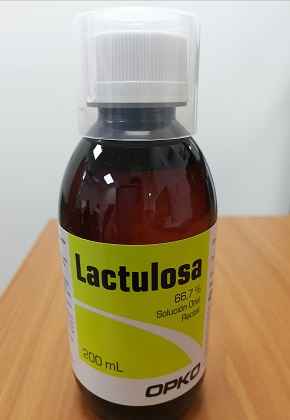 Lactulosa
66,7 %
Solución Oral
Rectal
200 mL
OPKO